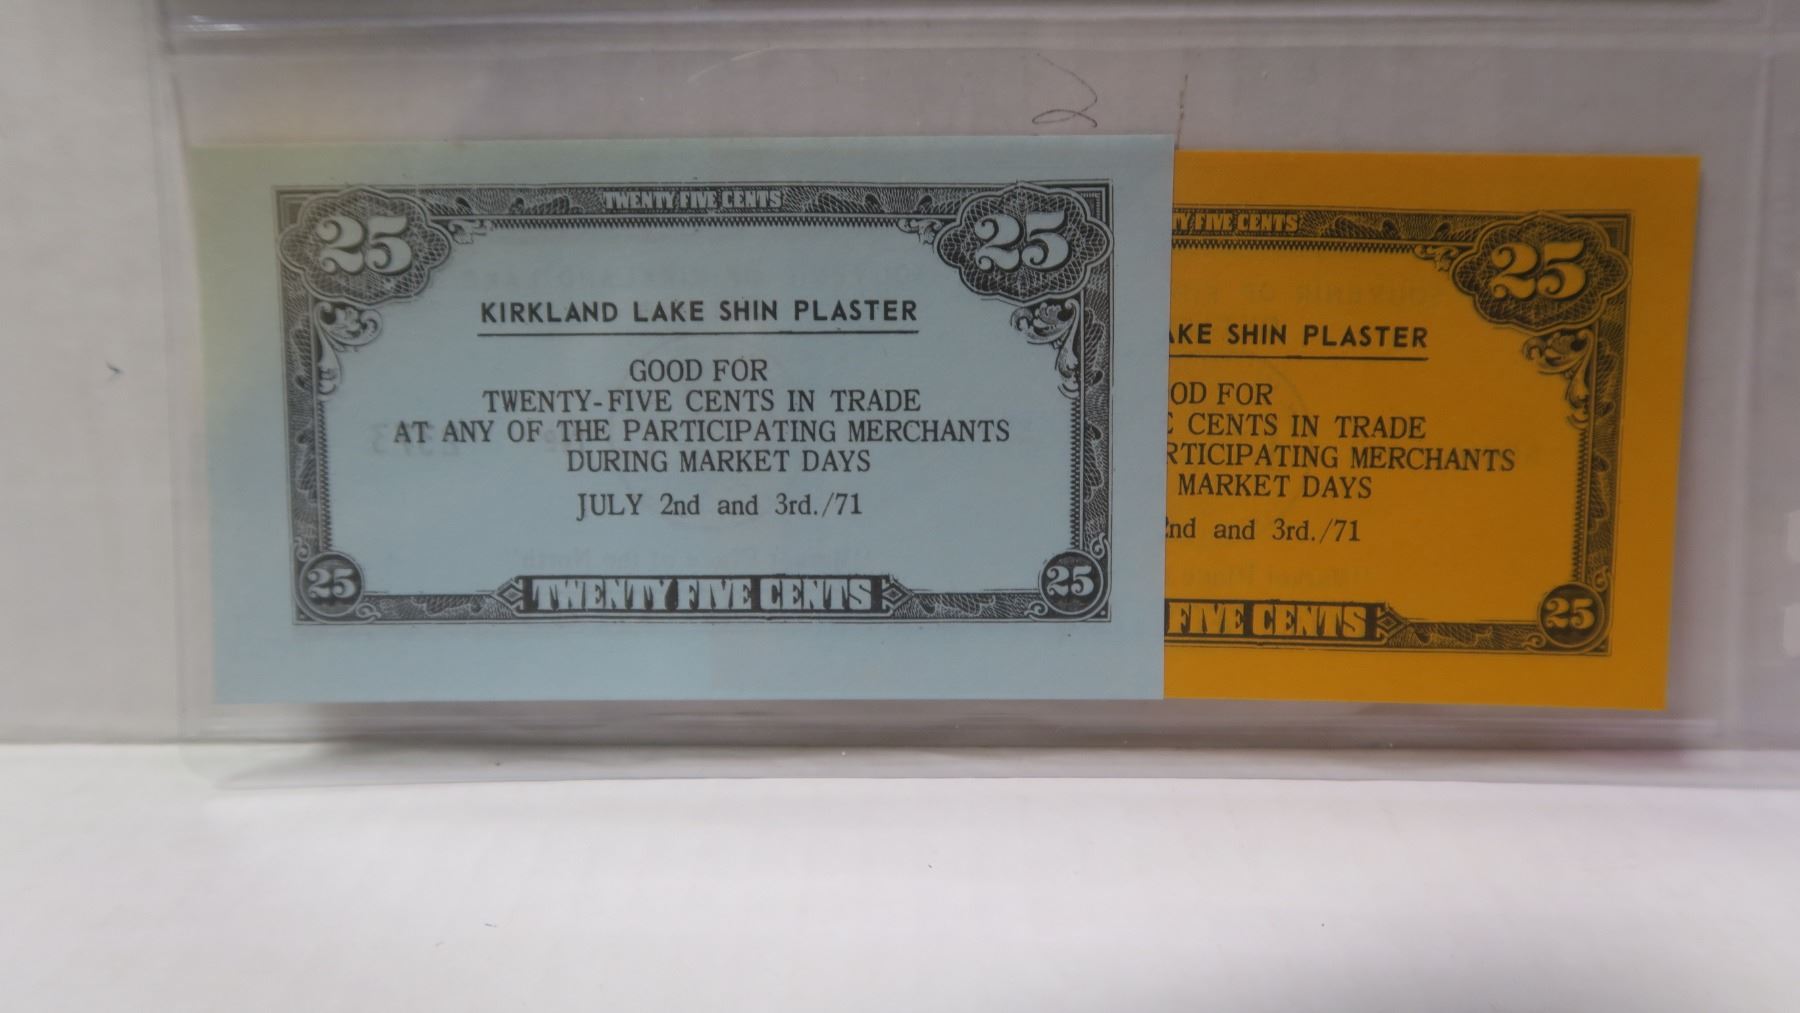 2
TWENTY FIVE CENTS
25 25
KIRKLAND LAKE SHIN PLASTER
GOOD FOR
TWENTY-FIVE CENTS IN TRADE
AT ANY OF THE PARTICIPATING MERCHANTS
DURING MARKET DAYS
JULY 2nd and 3rd./71
25 TWENTY FIVE CENTS 25
TY FIVE CENTS
25
AKE SHIN PLASTER
OD FOR
E CENTS IN TRADE
RTICIPATING MERCHANTS
MARKET DAYS
2nd and 3rd./71
FIVE CENTS 25